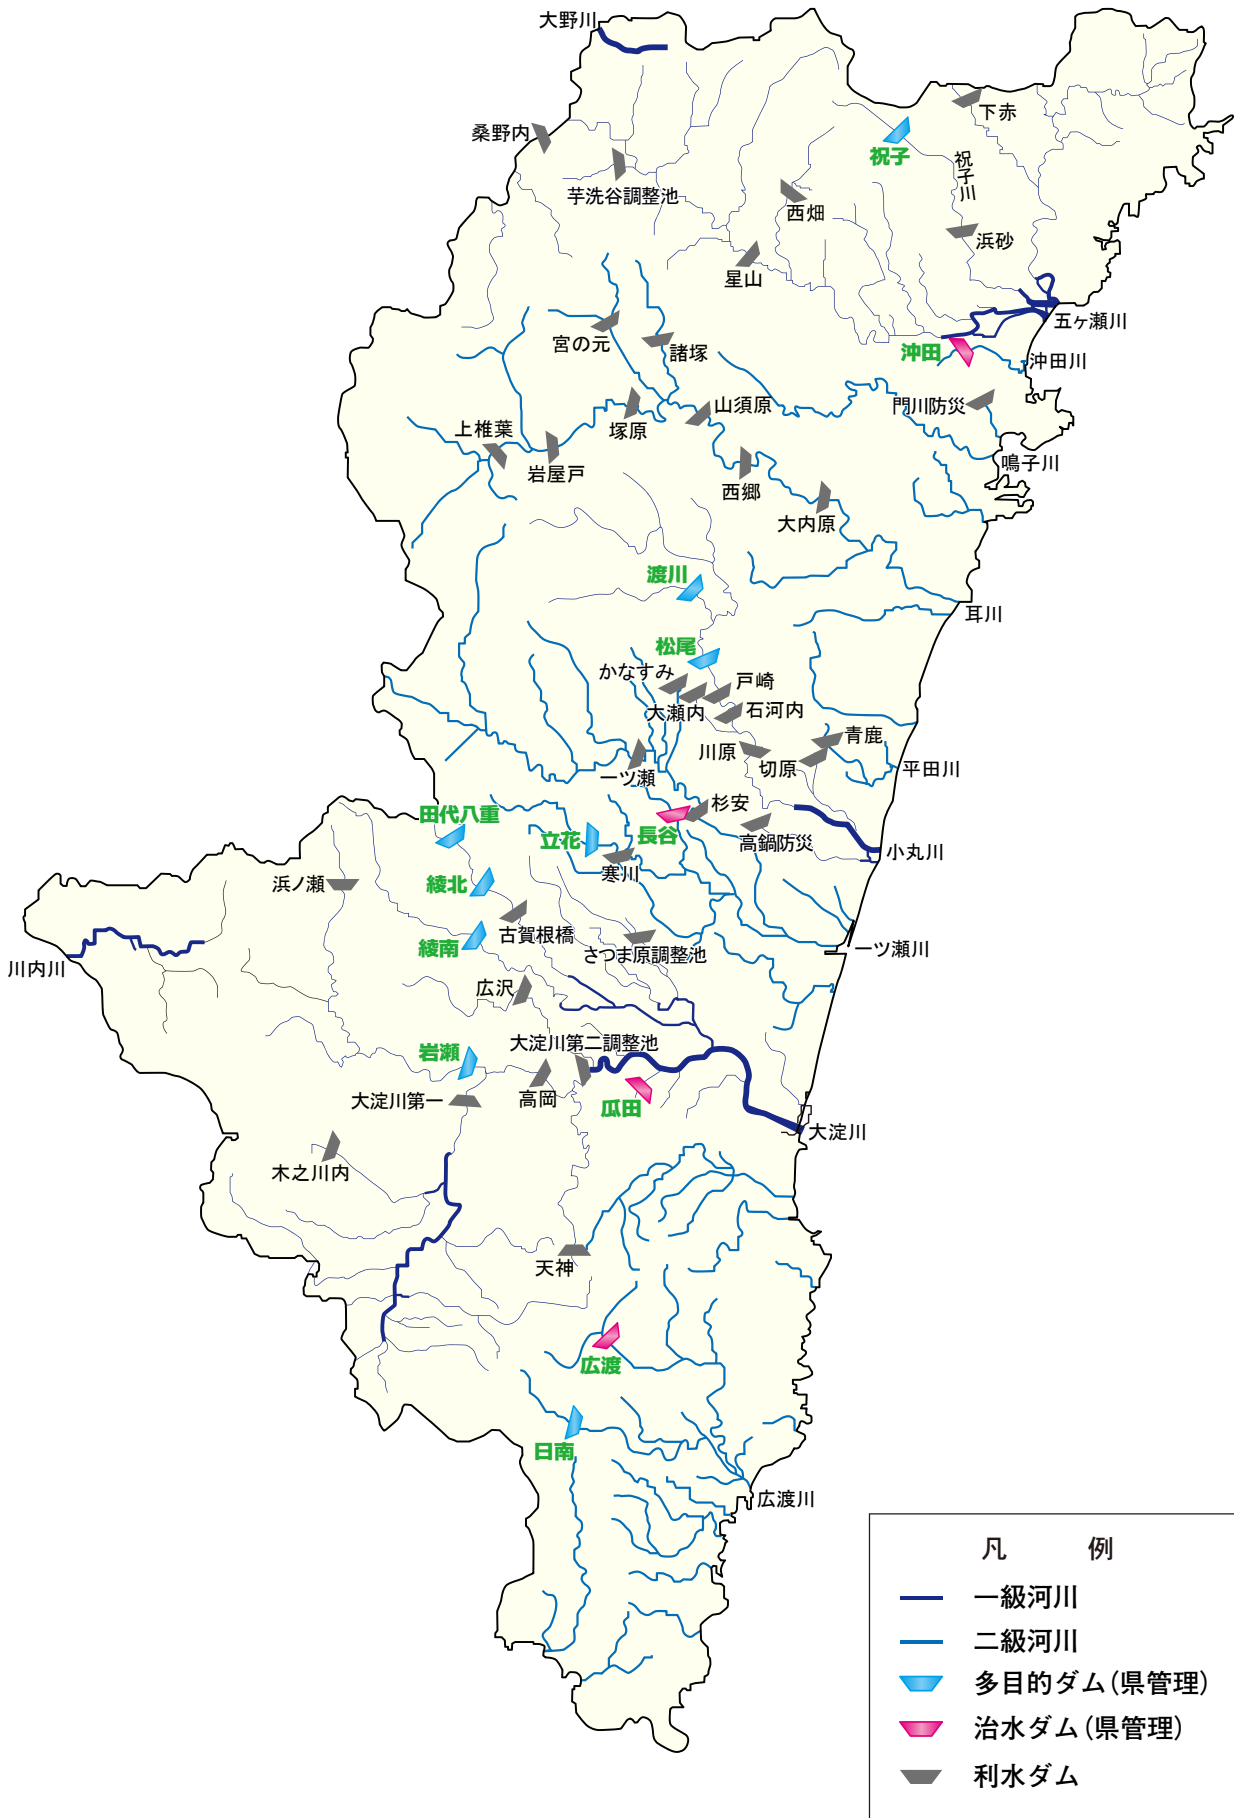 大野川
下赤
桑野内
祝子
祝子川
芋洗谷調整池
西畑
浜砂
星山
五ヶ瀬川
宮の元
諸塚
沖田
沖田川
門川防災
山須原
上椎葉
塚原
鳴子川
岩屋戸
西郷
大内原
渡川
耳川
松尾
かなすみ
戸崎
大瀬内
石河内
青鹿
川原
切原
平田川
一ツ瀬
杉安
田代八重
立花
長谷
高鍋防災
小丸川
寒川
浜ノ瀬
綾北
古賀根橋
綾南
さつま原調整池
一ツ瀬川
川内川
広沢
大淀川第二調整池
岩瀬
大淀川第一
高岡
瓜田
大淀川
木之川内
天神
広渡
日南
広渡川
凡　例
一級河川
二級河川
多目的ダム(県管理)
治水ダム(県管理)
利水ダム